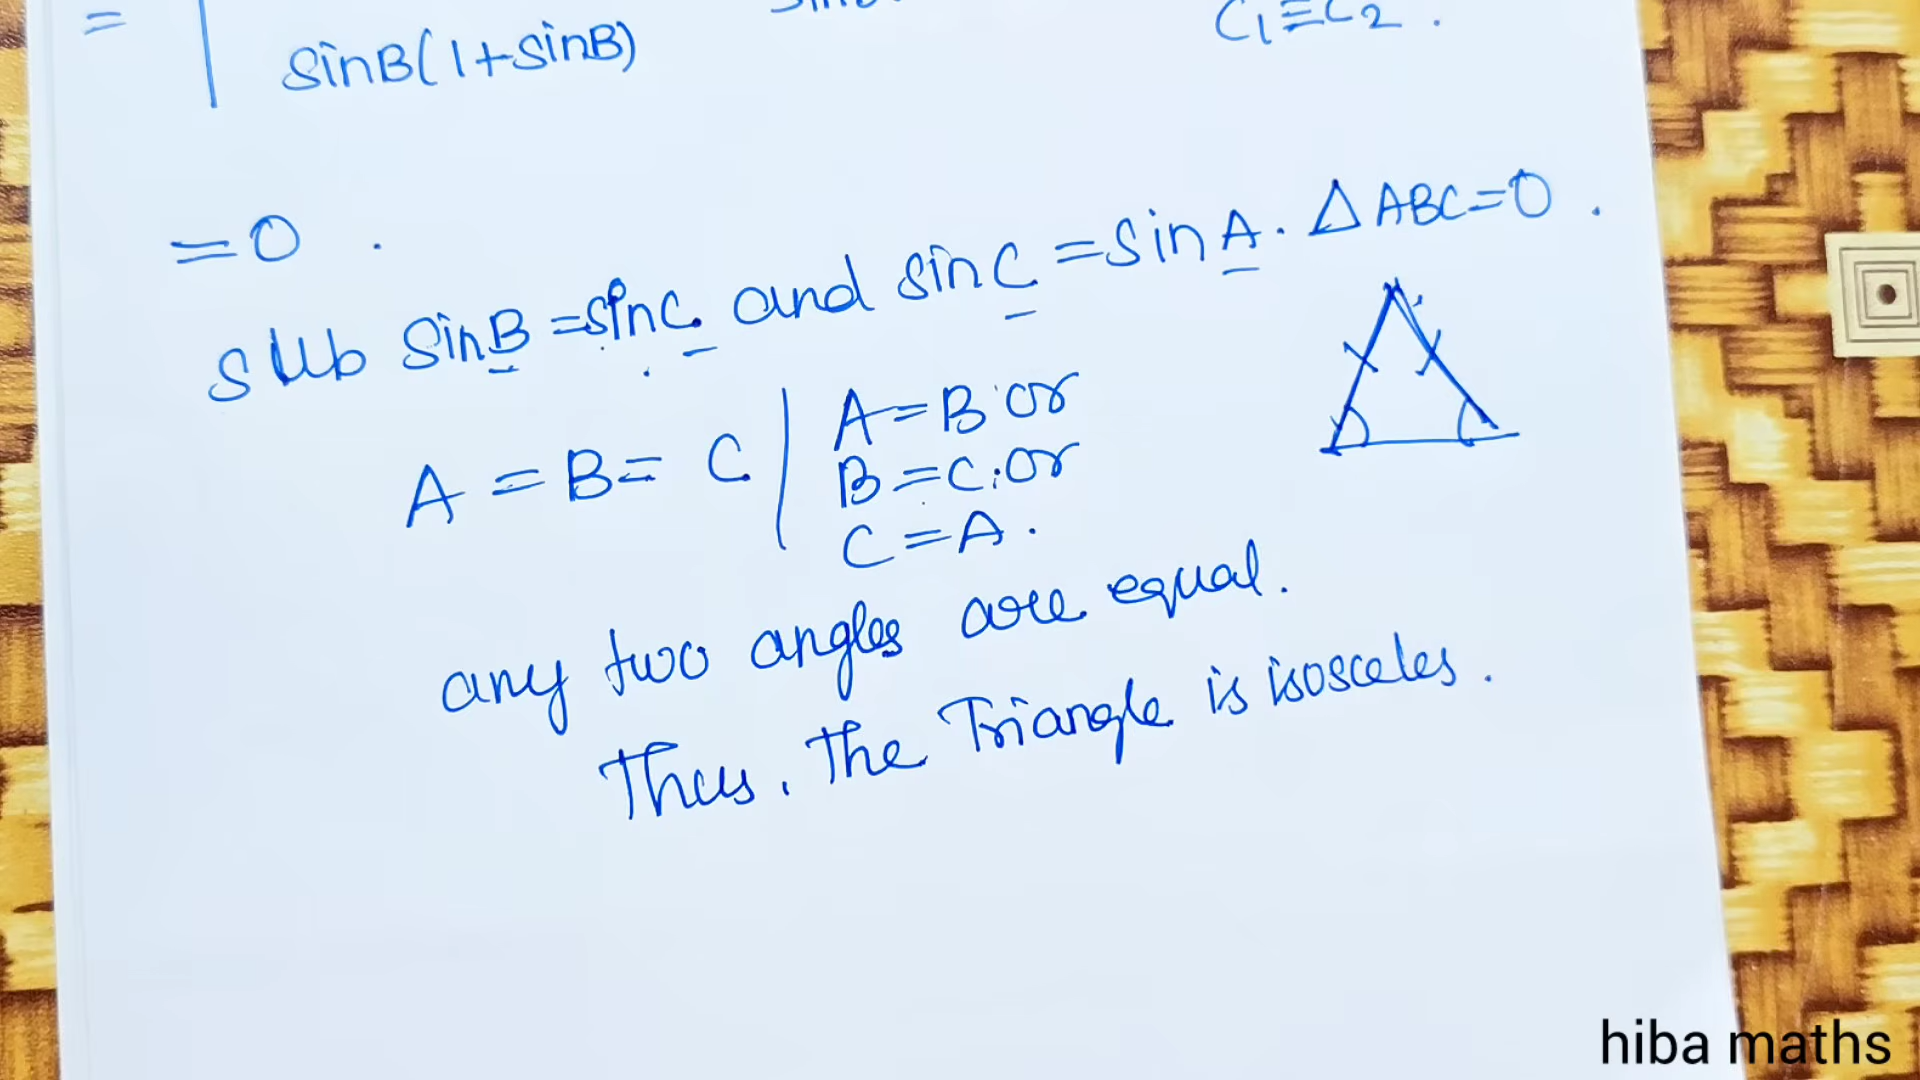 =
sinB(1+sinB)
C₁≡C₂ .
=0 .
sub sinB=sinC and sinC=sinA. △ABC=0 .
A = B = C | A=B or
B=C or
C=A .
any two angles are equal.
Thus, the Triangle is isosceles.
hiba maths